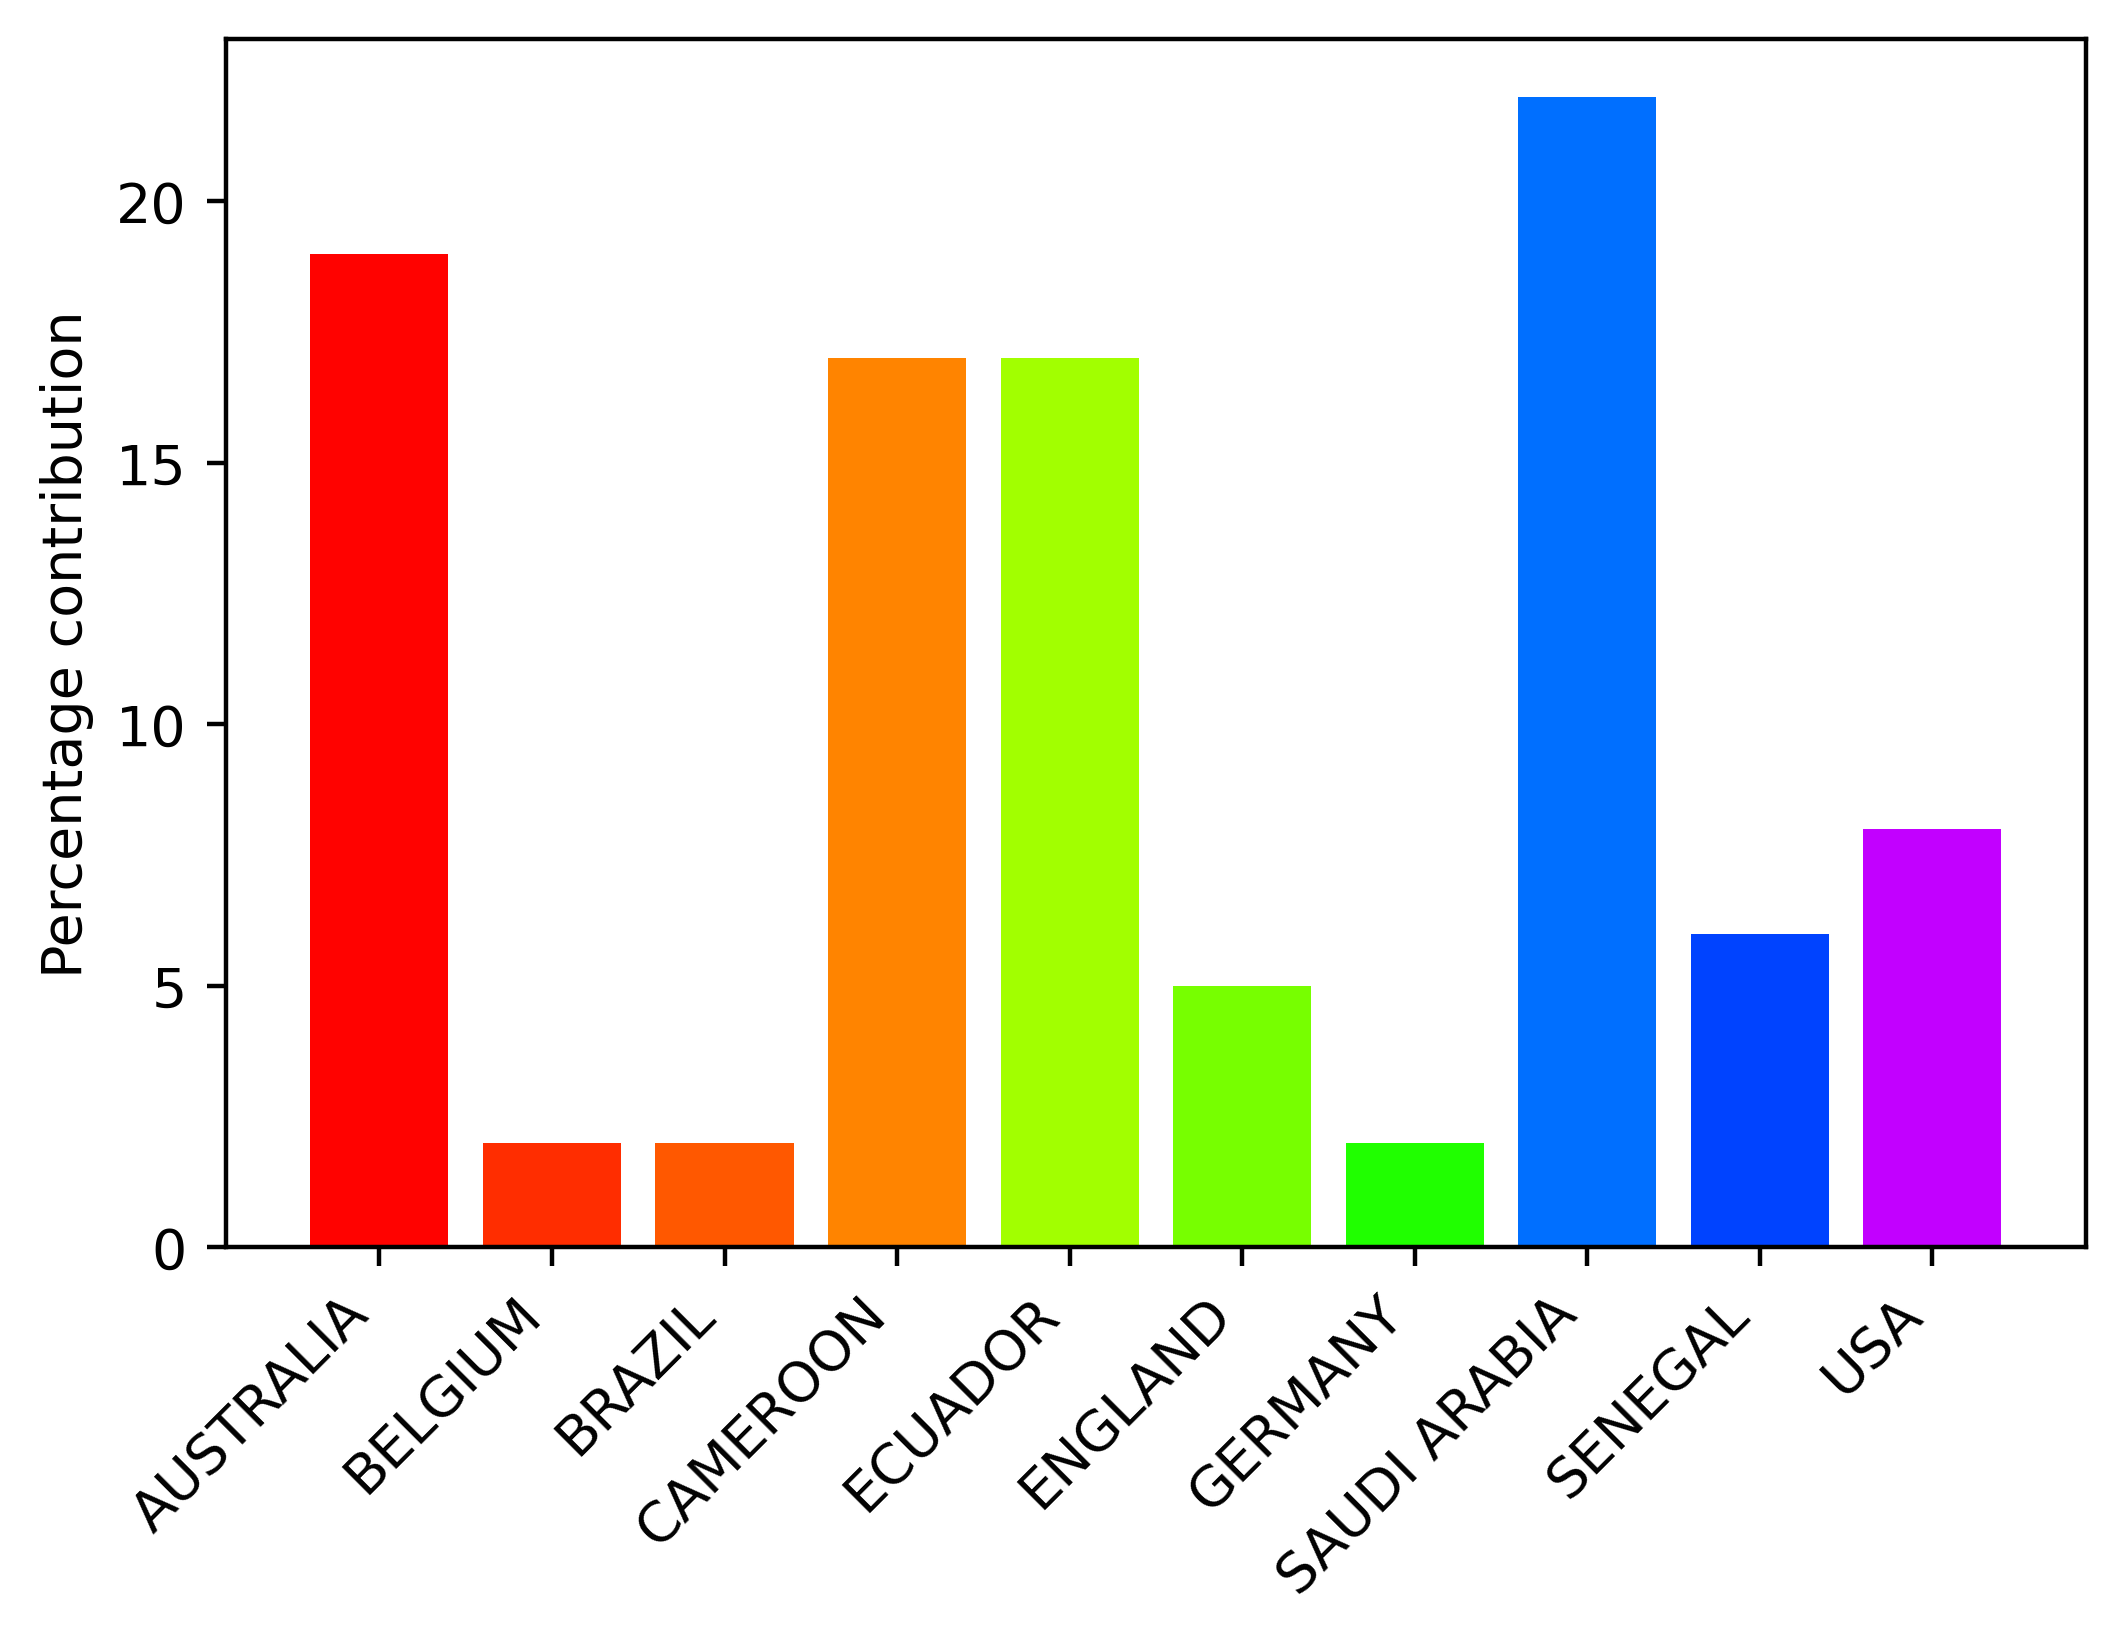 Percentage contribution
20
15
10
5
0
AUSTRALIA
BELGIUM
BRAZIL
CAMEROON
ECUADOR
ENGLAND
GERMANY
SAUDI ARABIA
SENEGAL
USA